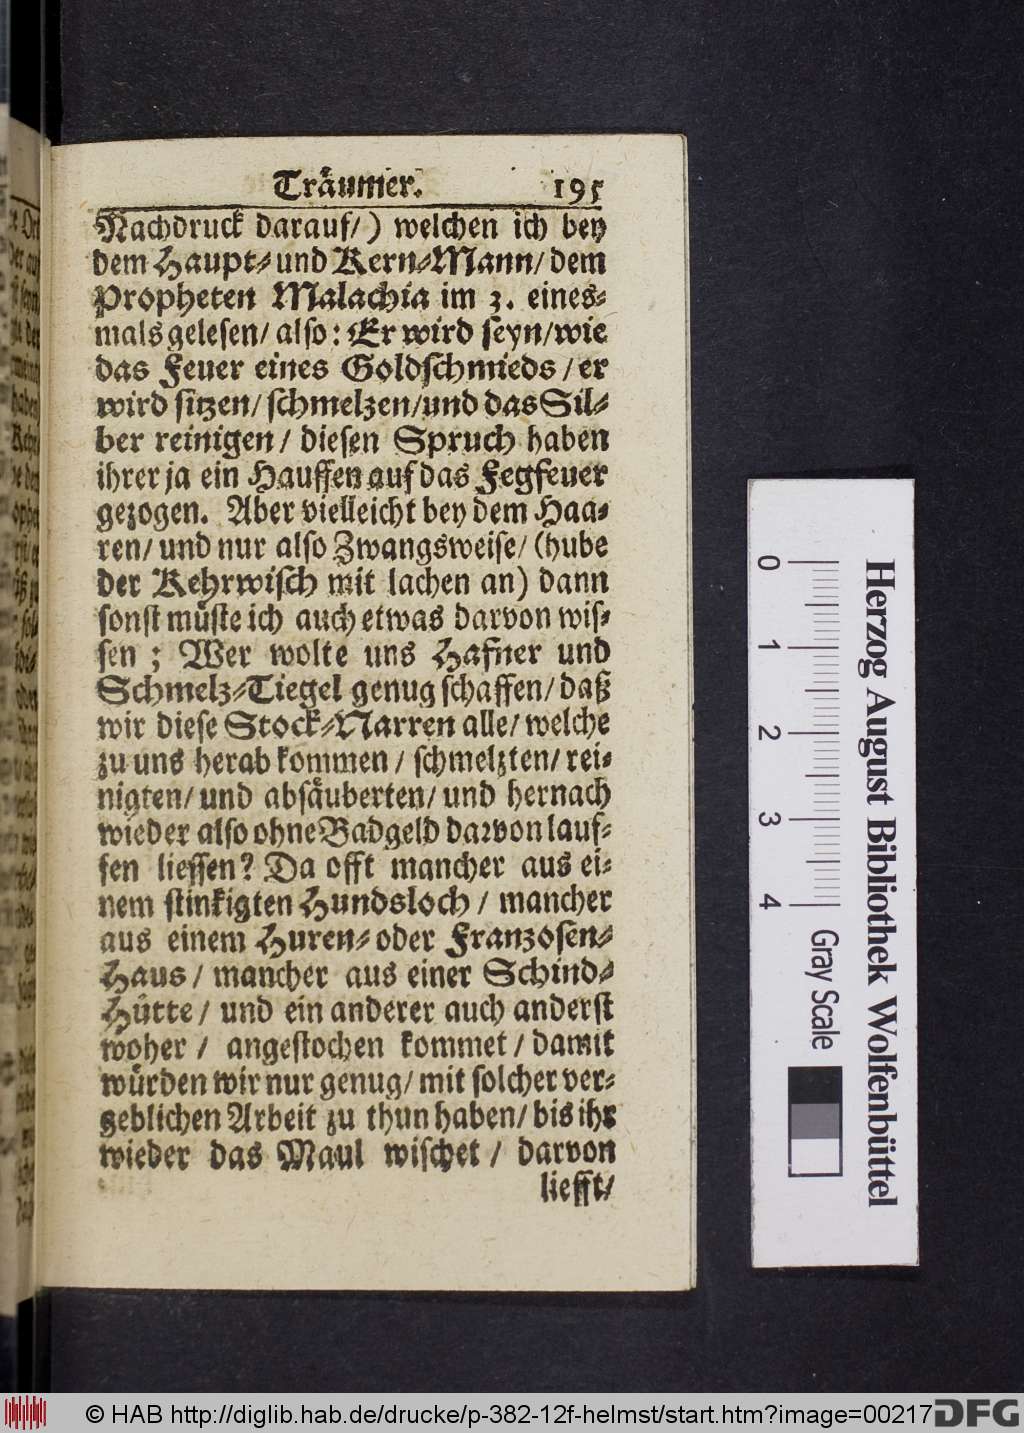 Träumer. 195
Nachdruck darauf/) welchen ich bey
dem Haupt-und Kern-Mann/dem
Propheten Malachia im 3. eines-
mals gelesen/ also: Er wird seyn/wie
das Feuer eines Goldschmieds/er
wird sitzen/ schmelzen/und das Sil-
ber reinigen/ diesen Spruch haben
ihrer ja ein Hauffen auf das Fegfeuer
gezogen. Aber vielleicht bey dem Haa-
ren/ und nur also Zwangsweise/ (hube
der Kehrwisch mit lachen an) dann
sonst müste ich auch etwas darvon wis-
sen ; Wer wolte uns Hafner und
Schmelz-Tiegel genug schaffen/ daß
wir diese Stock-Narren alle/ welche
zu uns herab kommen / schmelzten/ rei-
nigten/ und absäuberten/ und hernach
wieder also ohne Badgeld darvon lauf-
fen liessen? Da offt mancher aus ei-
nem stinkigten Hundsloch / mancher
aus einem Huren-oder Franzosen-
Haus / mancher aus einer Schind-
Hütte / und ein anderer auch anderst
woher / angestochen kommet / damit
würden wir nur genug/ mit solcher ver-
geblichen Arbeit zu thun haben/ bis ihr
wieder das Maul wischet / darvon
liefft/
0 1 2 3 4 Gray Scale
Herzog August Bibliothek Wolfenbüttel
© HAB http://diglib.hab.de/drucke/p-382-12f-helmst/start.htm?image=00217
DFG